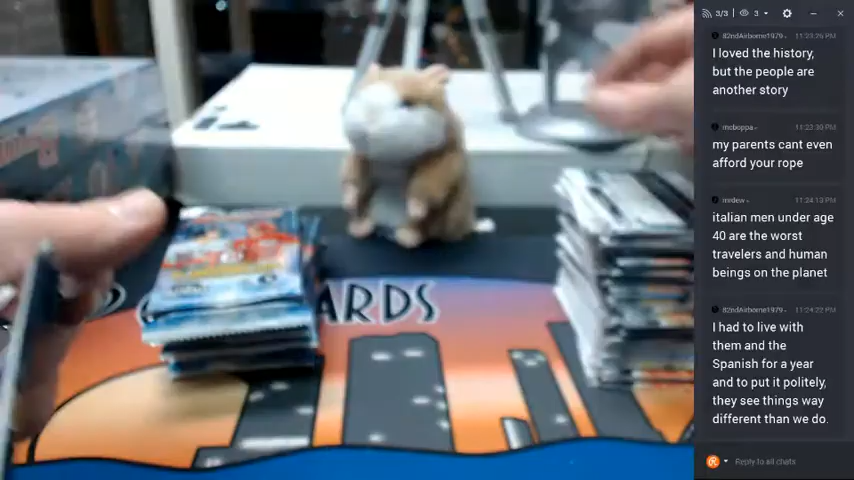 3/3 3
82ndAirborne1979 11:23:26 PM
I loved the history,
but the people are
another story
moboppa 11:23:30 PM
my parents cant even
afford your rope
mrdew 11:24:13 PM
italian men under age
40 are the worst
travelers and human
beings on the planet
82ndAirborne1979 11:24:22 PM
I had to live with
them and the
Spanish for a year
and to put it politely,
they see things way
different than we do.
Reply to all chats
ARDS